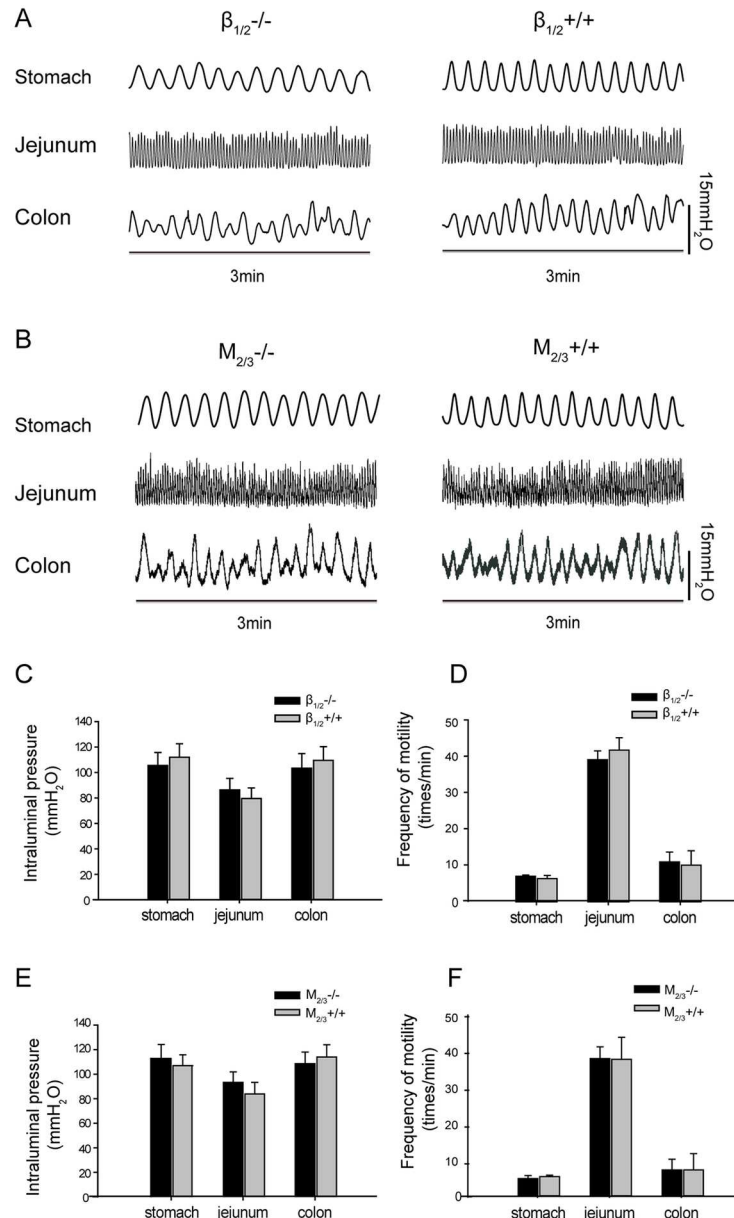 A
β1/2-/-
β1/2+/+
Stomach
Jejunum
Colon
15mmH2O
3min
3min
B
M2/3-/-
M2/3+/+
Stomach
Jejunum
Colon
15mmH2O
3min
3min
C
β1/2-/-
β1/2+/+
Intraluminal pressure
(mmH2O)
140
120
100
80
60
40
20
0
stomach
jejunum
colon
D
β1/2-/-
β1/2+/+
Frequency of motility
(times/min)
50
40
30
20
10
0
stomach
jejunum
colon
E
M2/3-/-
M2/3+/+
Intraluminal pressure
(mmH2O)
140
120
100
80
60
40
20
0
stomach
jejunum
colon
F
M2/3-/-
M2/3+/+
Frequency of motility
(times/min)
50
40
30
20
10
0
stomach
jejunum
colon